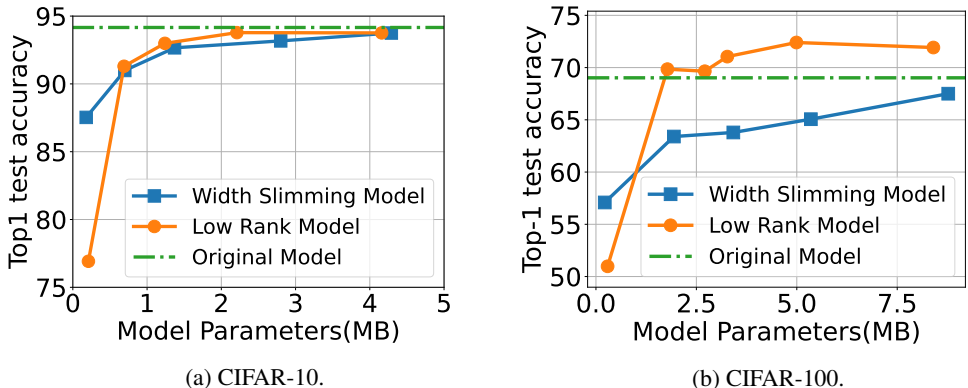 95
90
85
80
75
Top1 test accuracy
Width Slimming Model
Low Rank Model
Original Model
0 1 2 3 4 5
Model Parameters(MB)
(a) CIFAR-10.
75
70
65
60
55
50
Top-1 test accuracy
Width Slimming Model
Low Rank Model
Original Model
0.0 2.5 5.0 7.5
Model Parameters(MB)
(b) CIFAR-100.